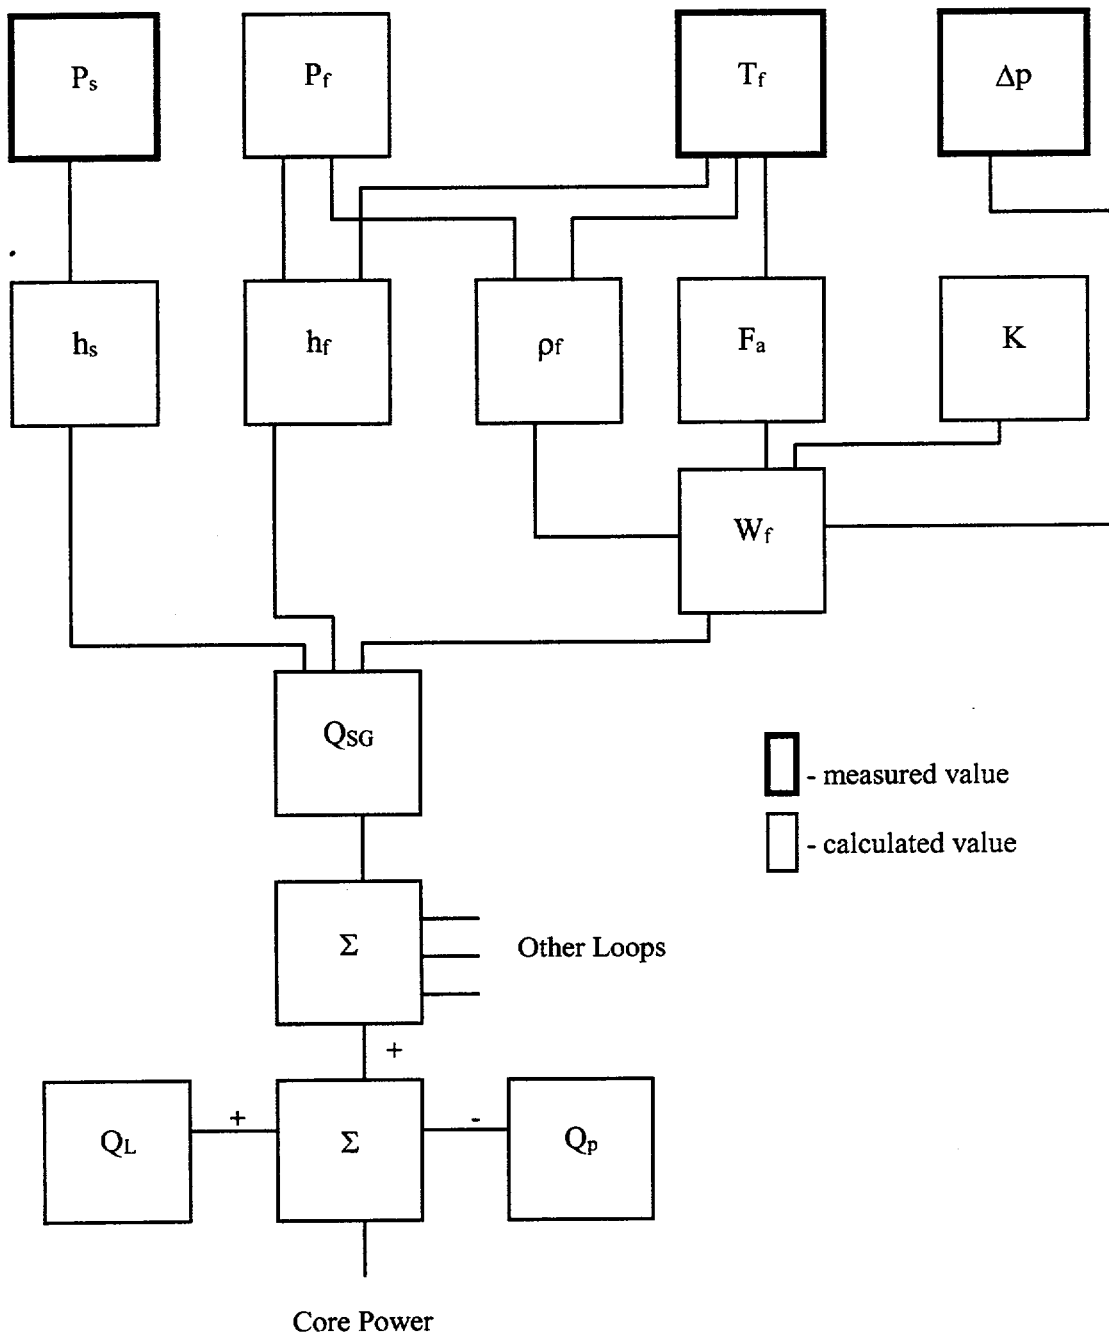 Ps
Pf
Tf
Δp
hs
hf
ρf
Fa
K
Wf
QSG
- measured value
- calculated value
Σ
Other Loops
+
QL
+
Σ
-
Qp
Core Power